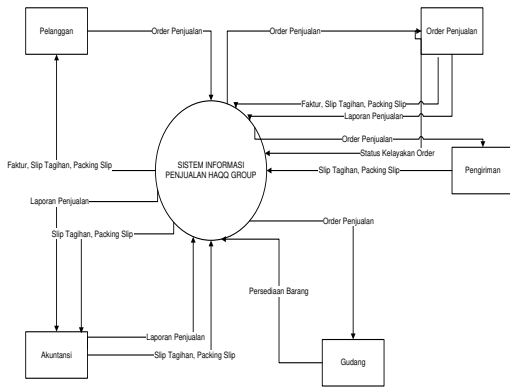 Pelanggan
Order Penjualan
Order Penjualan
Order Penjualan
Faktur, Slip Tagihan, Packing Slip
Laporan Penjualan
Order Penjualan
Status Kelayakan Order
SISTEM INFORMASI
PENJUALAN HAQQ GROUP
Faktur, Slip Tagihan, Packing Slip
Slip Tagihan, Packing Slip
Pengiriman
Laporan Penjualan
Order Penjualan
Slip Tagihan, Packing Slip
Persediaan Barang
Laporan Penjualan
Slip Tagihan, Packing Slip
Akuntansi
Gudang